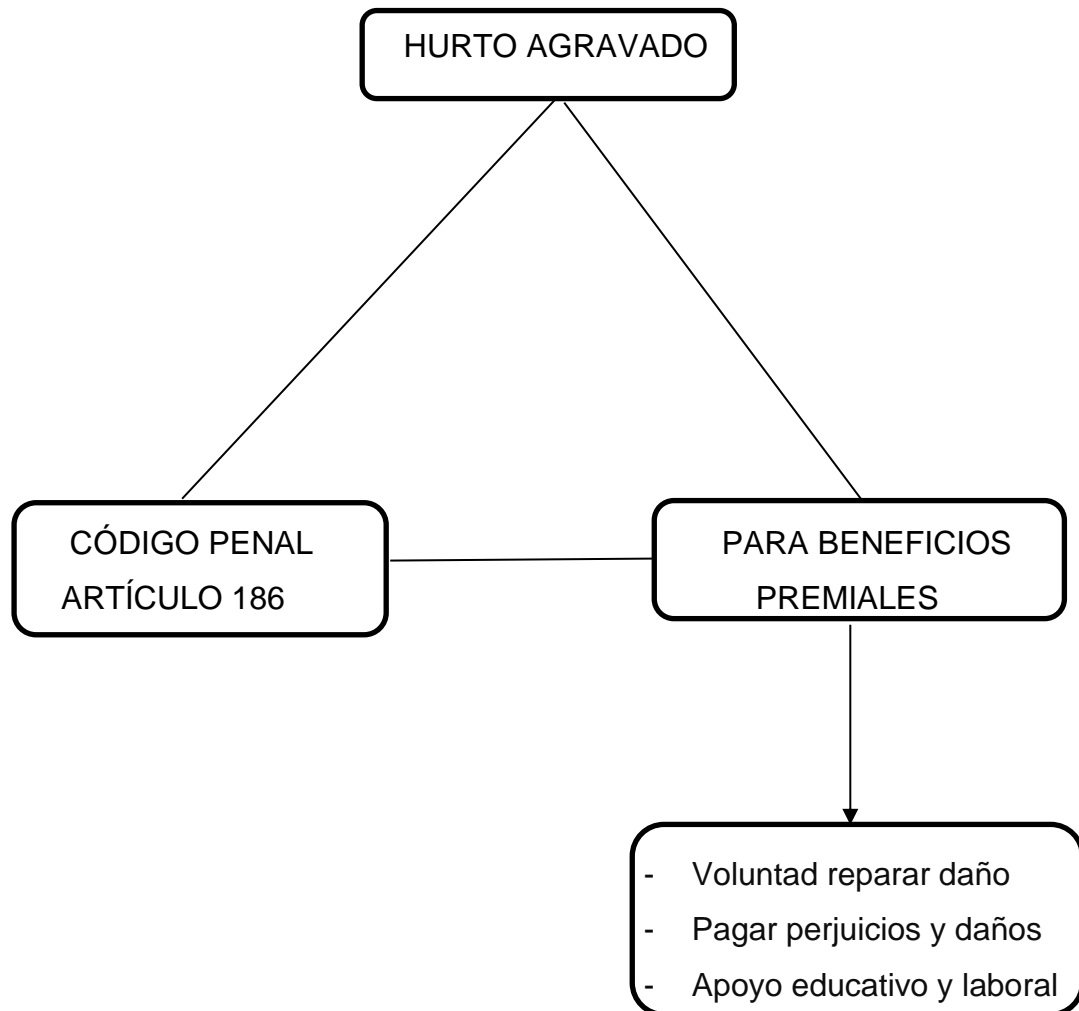 HURTO AGRAVADO
CÓDIGO PENAL
ARTÍCULO 186
PARA BENEFICIOS
PREMIALES
- Voluntad reparar daño
- Pagar perjuicios y daños
- Apoyo educativo y laboral